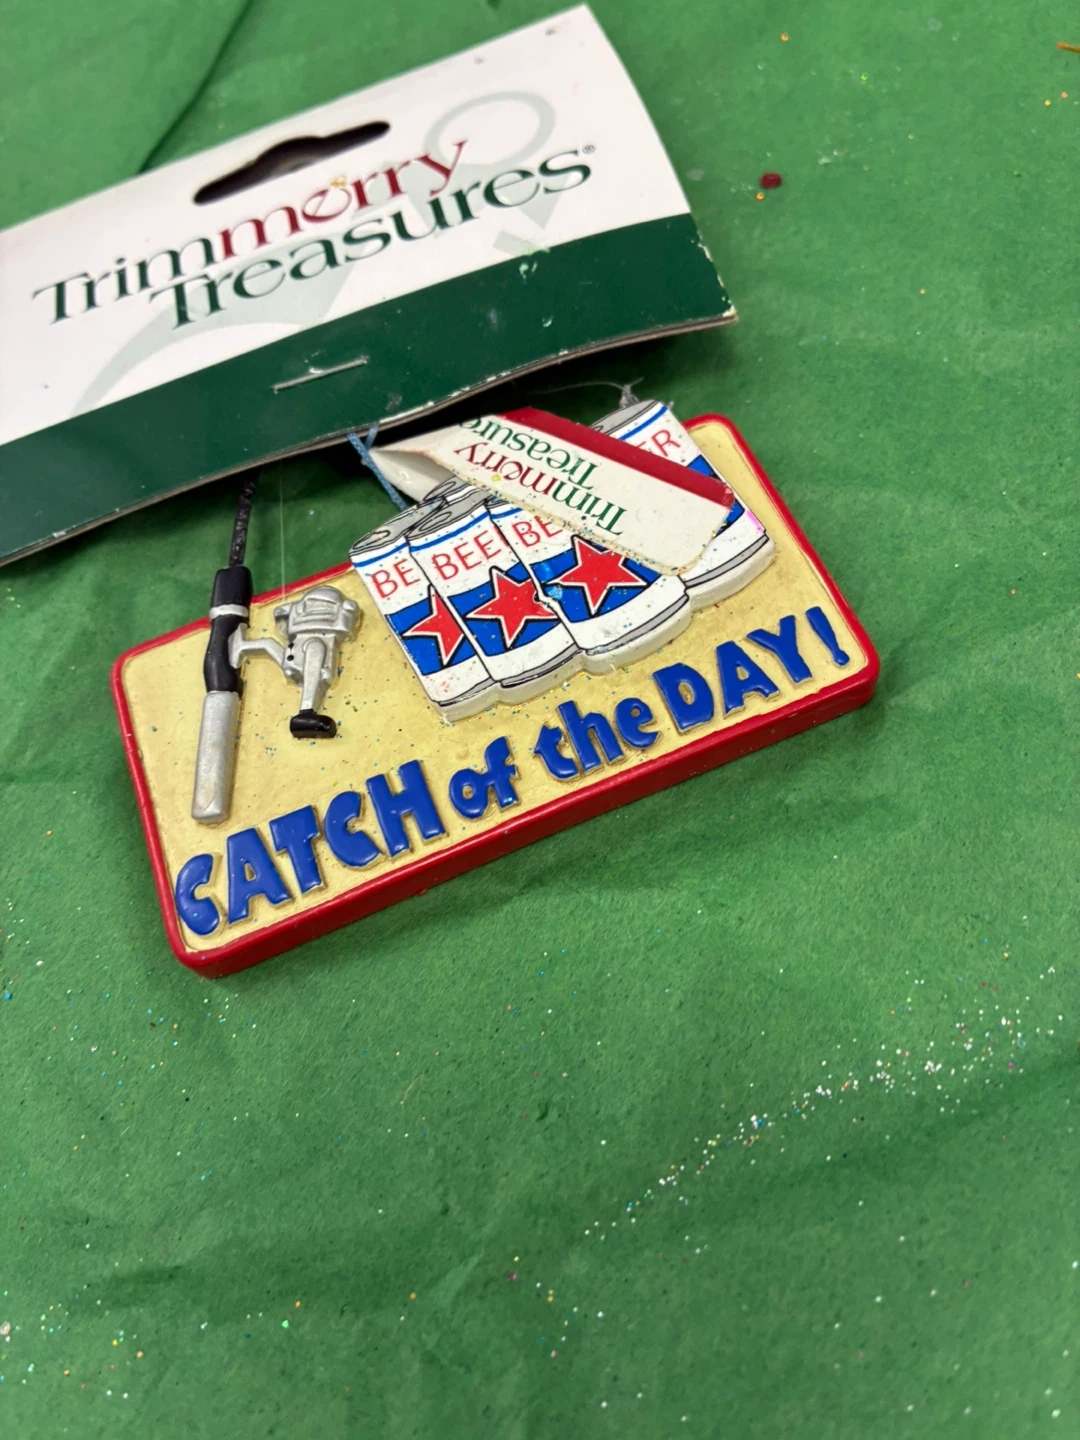 Trimmerry
Treasures®
Trimmerry
Treasures
BE
BEE
BE
ER
CATCH of the DAY!